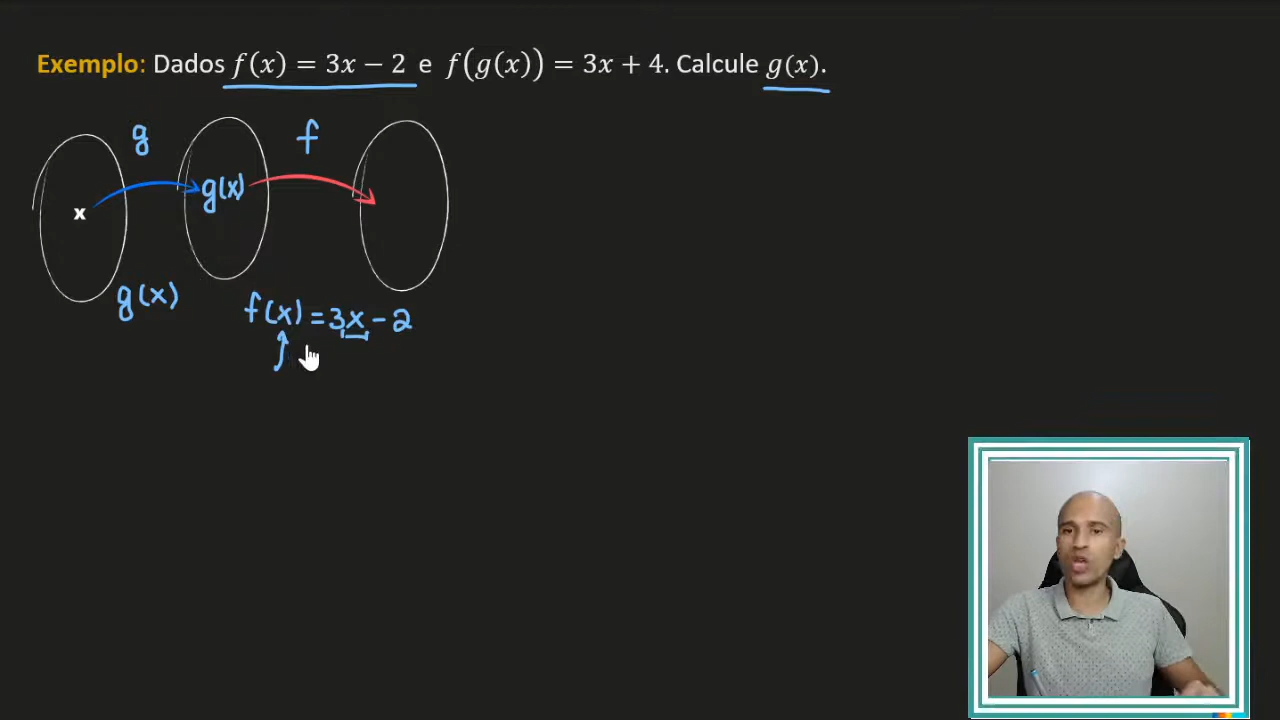 Exemplo: Dados f(x) = 3x − 2 e f(g(x)) = 3x + 4. Calcule g(x).
g f
x g(x)
g(x) f(x) = 3x − 2